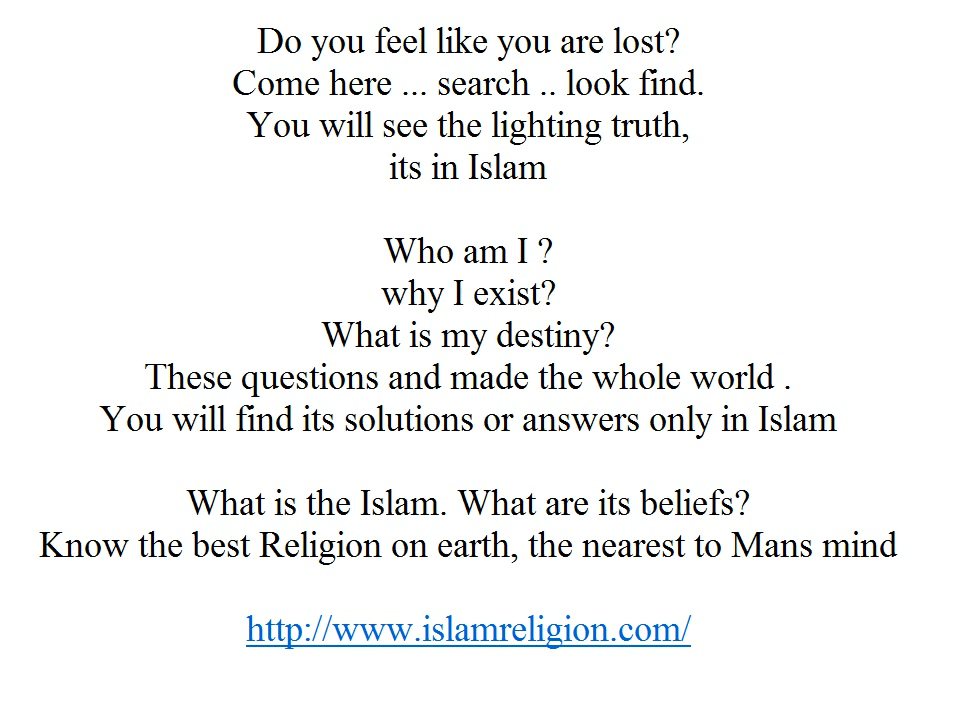 Do you feel like you are lost?
Come here ... search .. look find.
You will see the lighting truth,
its in Islam
Who am I ?
why I exist?
What is my destiny?
These questions and made the whole world .
You will find its solutions or answers only in Islam
What is the Islam. What are its beliefs?
Know the best Religion on earth, the nearest to Mans mind
http://www.islamreligion.com/